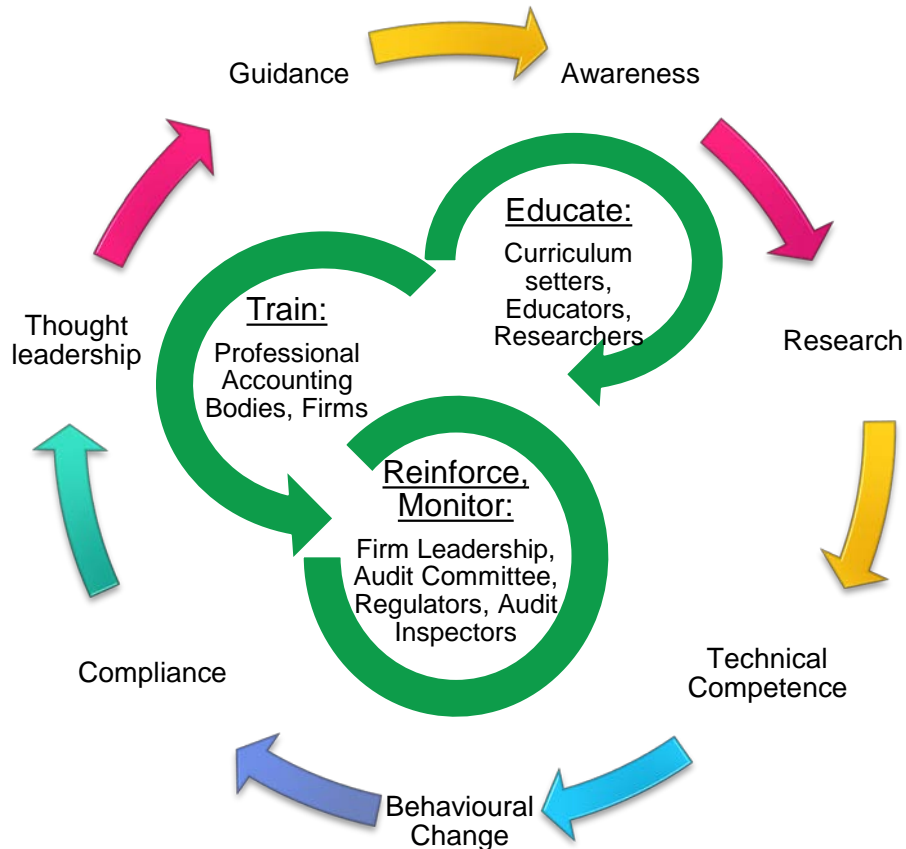 Guidance
Awareness
Educate:
Curriculum
setters,
Educators,
Researchers
Train:
Professional
Accounting
Bodies, Firms
Thought
leadership
Research
Reinforce,
Monitor:
Firm Leadership,
Audit Committee,
Regulators, Audit
Inspectors
Compliance
Technical
Competence
Behavioural
Change